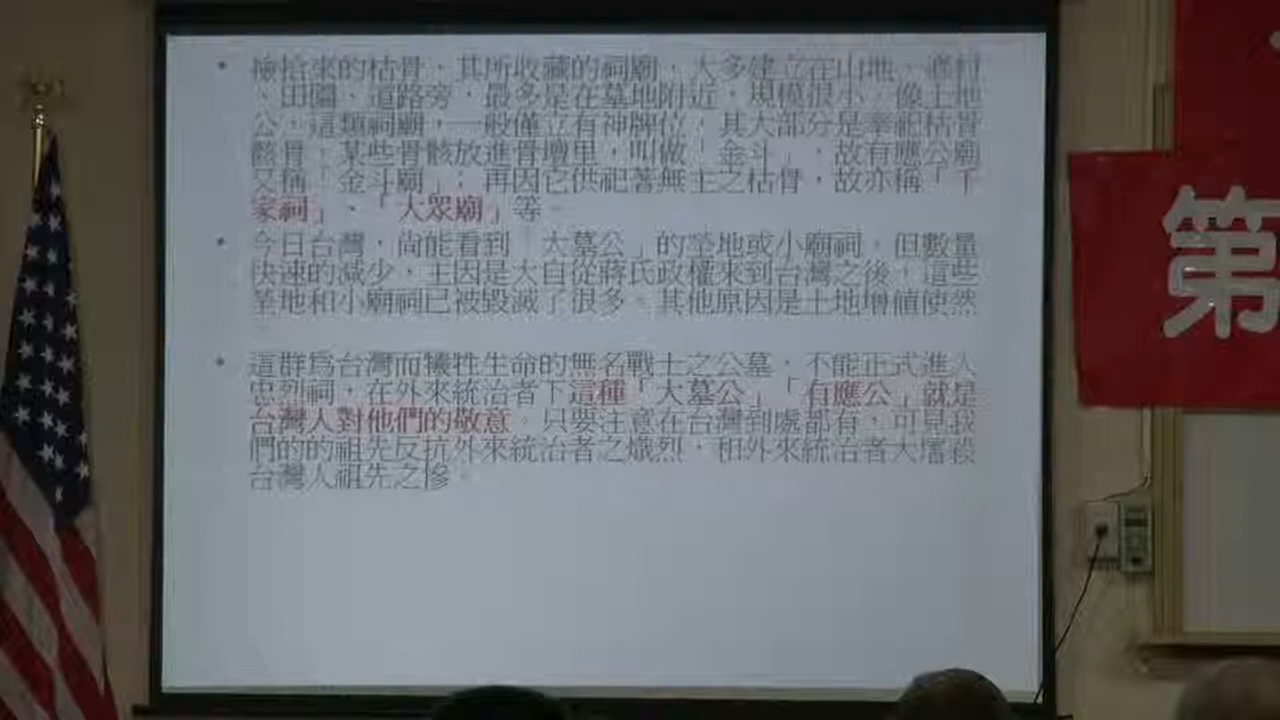 • 檢拾來的枯骨，其所收藏的祠廟，大多建立在山地、鄉村
、田園、道路旁，最多是在墓地附近，規模很小，像土地
公，這類祠廟，一般僅立有神牌位，其大部分是奉祀枯骨
骸骨，某些骨骸放進骨壇里，叫做「金斗」，故有應公廟
又稱「金斗廟」；再因它供祀著無主之枯骨，故亦稱「千
家祠」、「大眾廟」等。
• 今日台灣，尚能看到「大墓公」的塋地或小廟祠，但數量
快速的減少，主因是大自從蔣氏政權來到台灣之後，這些
塋地和小廟祠已被毀滅了很多、其他原因是土地增值使然
。
• 這群為台灣而犧牲生命的無名戰士之公墓，不能正式進入
忠烈祠，在外來統治者下這種「大墓公」「有應公」就是
台灣人對他們的敬意。只要注意在台灣到處都有，可見我
們的的祖先反抗外來統治者之熾烈，和外來統治者大屠殺
台灣人祖先之慘。
第